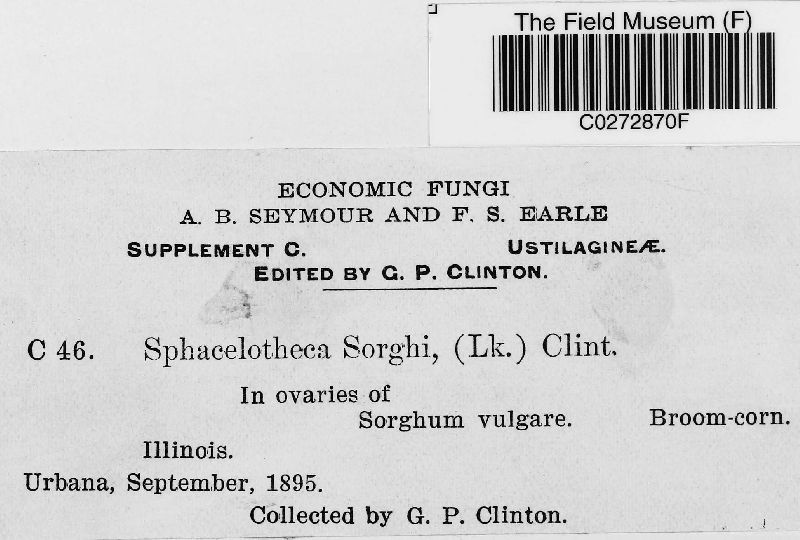 The Field Museum (F)
C0272870F
ECONOMIC FUNGI
A. B. SEYMOUR AND F. S. EARLE
SUPPLEMENT C. USTILAGINEÆ.
EDITED BY G. P. CLINTON.
C 46. Sphacelotheca Sorghi, (Lk.) Clint.
In ovaries of
Sorghum vulgare. Broom-corn.
Illinois.
Urbana, September, 1895.
Collected by G. P. Clinton.